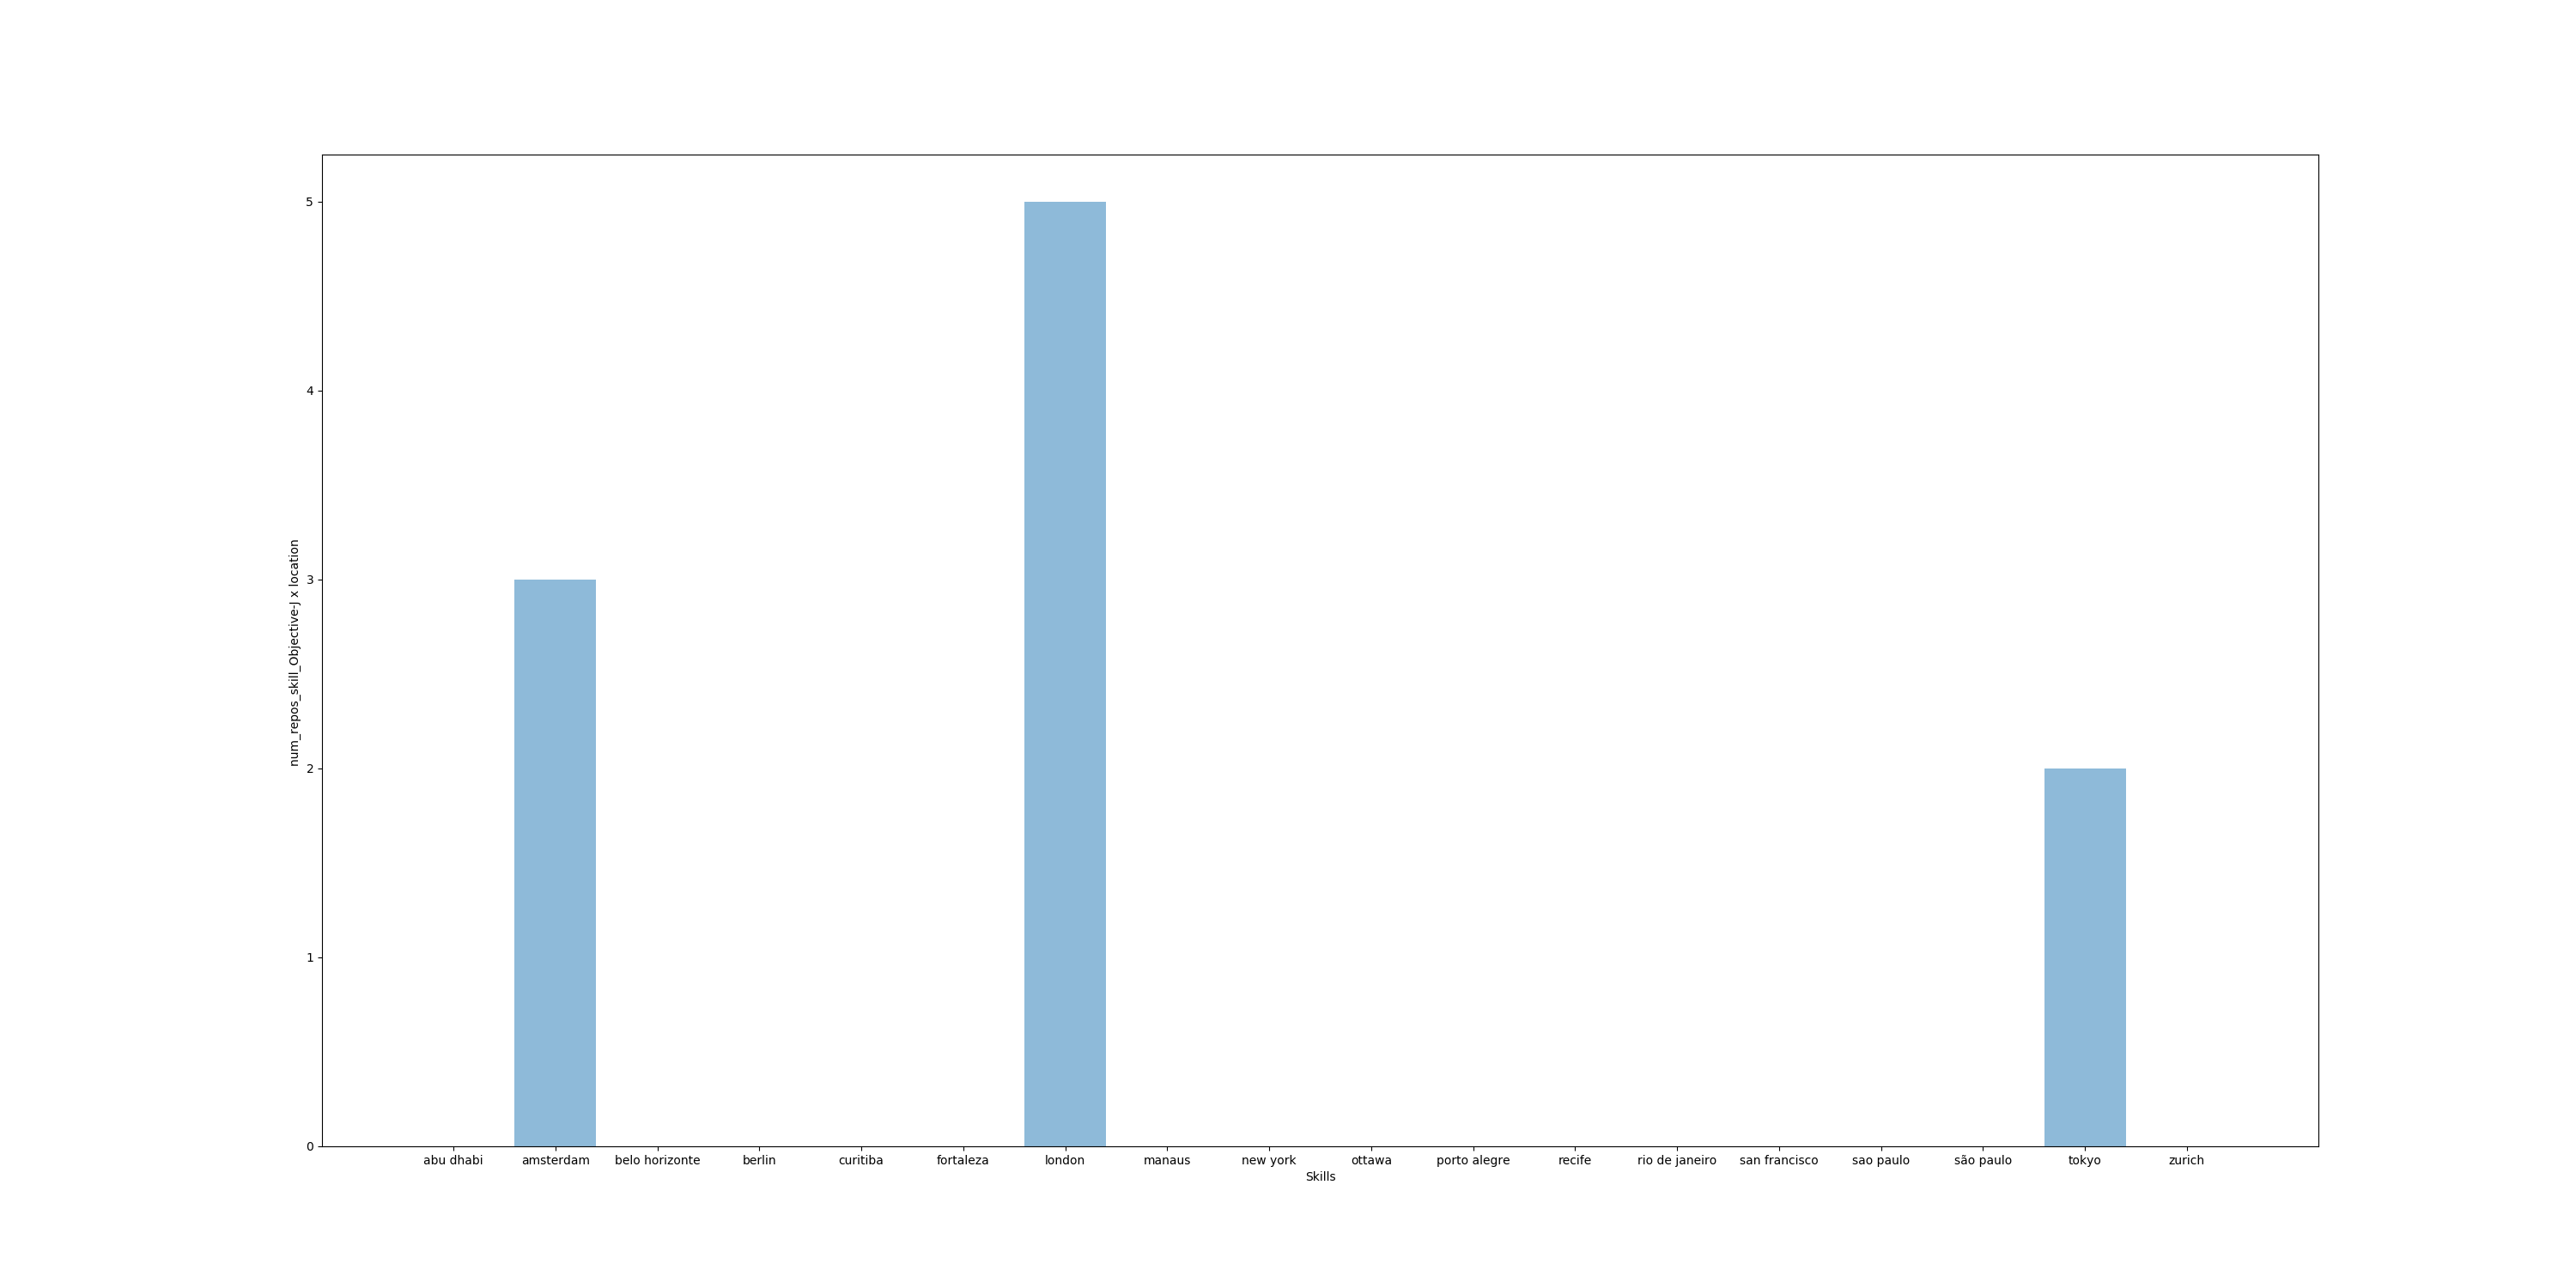 5
4
3
2
1
0
num_repos_skill_Objective-J x location
abu dhabi amsterdam belo horizonte berlin curitiba fortaleza london manaus new york ottawa porto alegre recife rio de janeiro san francisco sao paulo são paulo tokyo zurich
Skills